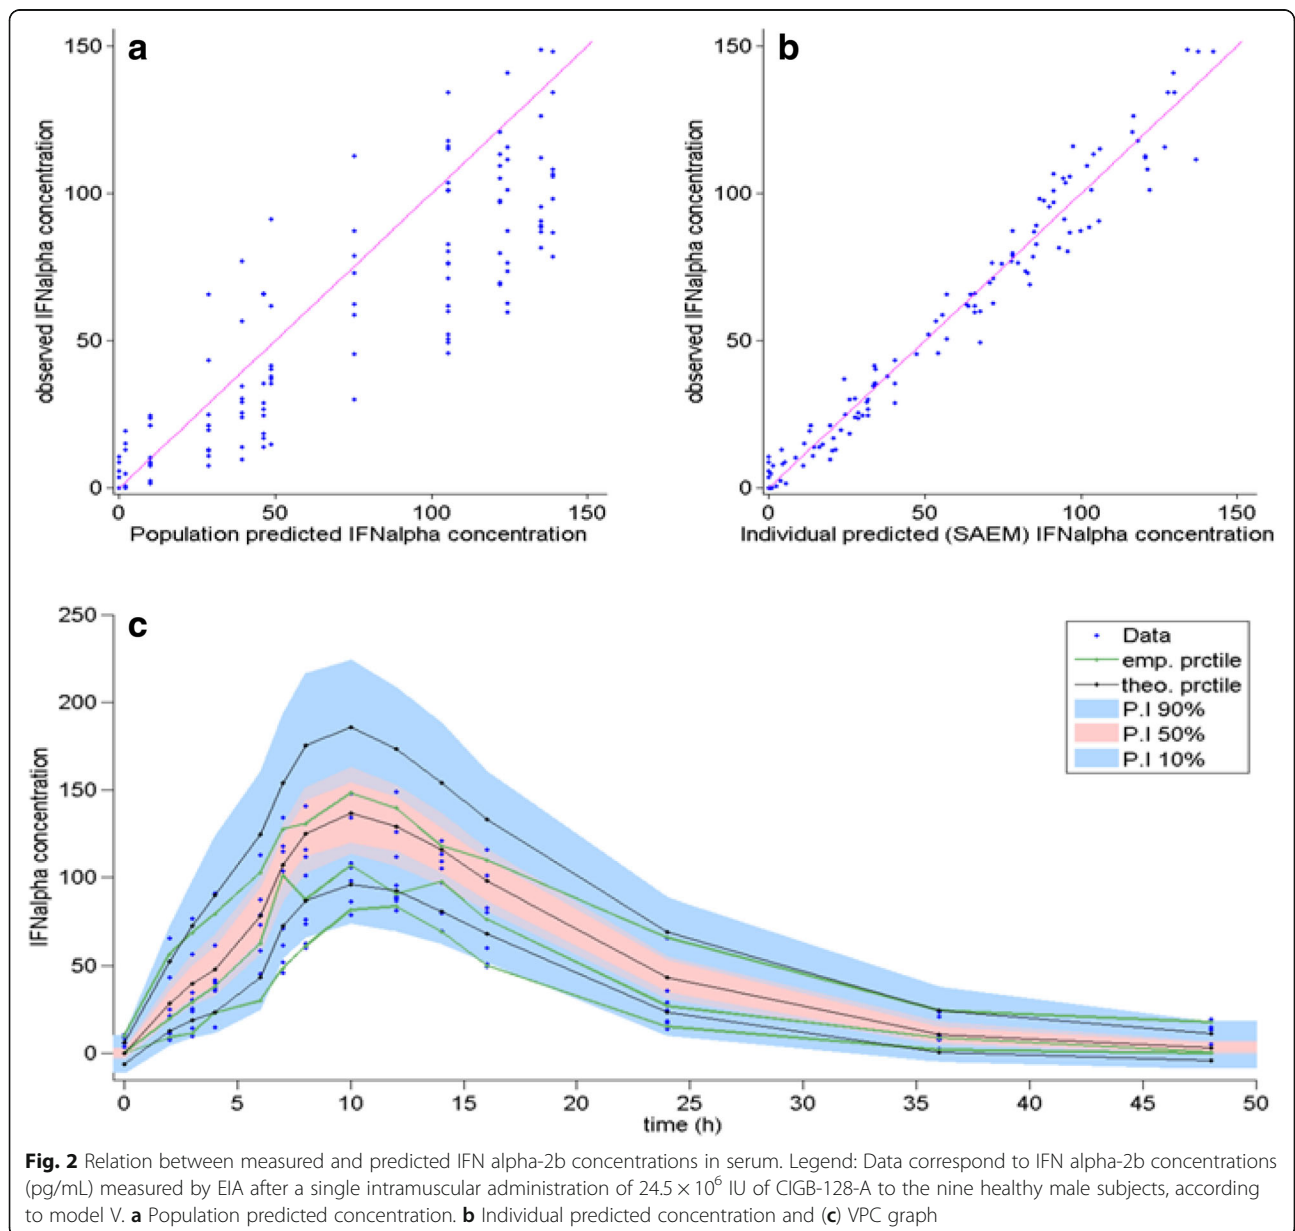 a
150
100
50
0
observed IFNalpha concentration
0 50 100 150
Population predicted IFNalpha concentration
b
150
100
50
0
observed IFNalpha concentration
0 50 100 150
Individual predicted (SAEM) IFNalpha concentration
c
250
200
150
100
50
0
IFNalpha concentration
0 5 10 15 20 25 30 35 40 45 50
time (h)
Data
emp. prctile
theo. prctile
P.I 90%
P.I 50%
P.I 10%
Fig. 2 Relation between measured and predicted IFN alpha-2b concentrations in serum. Legend: Data correspond to IFN alpha-2b concentrations
(pg/mL) measured by EIA after a single intramuscular administration of 24.5 × 10⁶ IU of CIGB-128-A to the nine healthy male subjects, according
to model V. a Population predicted concentration. b Individual predicted concentration and (c) VPC graph